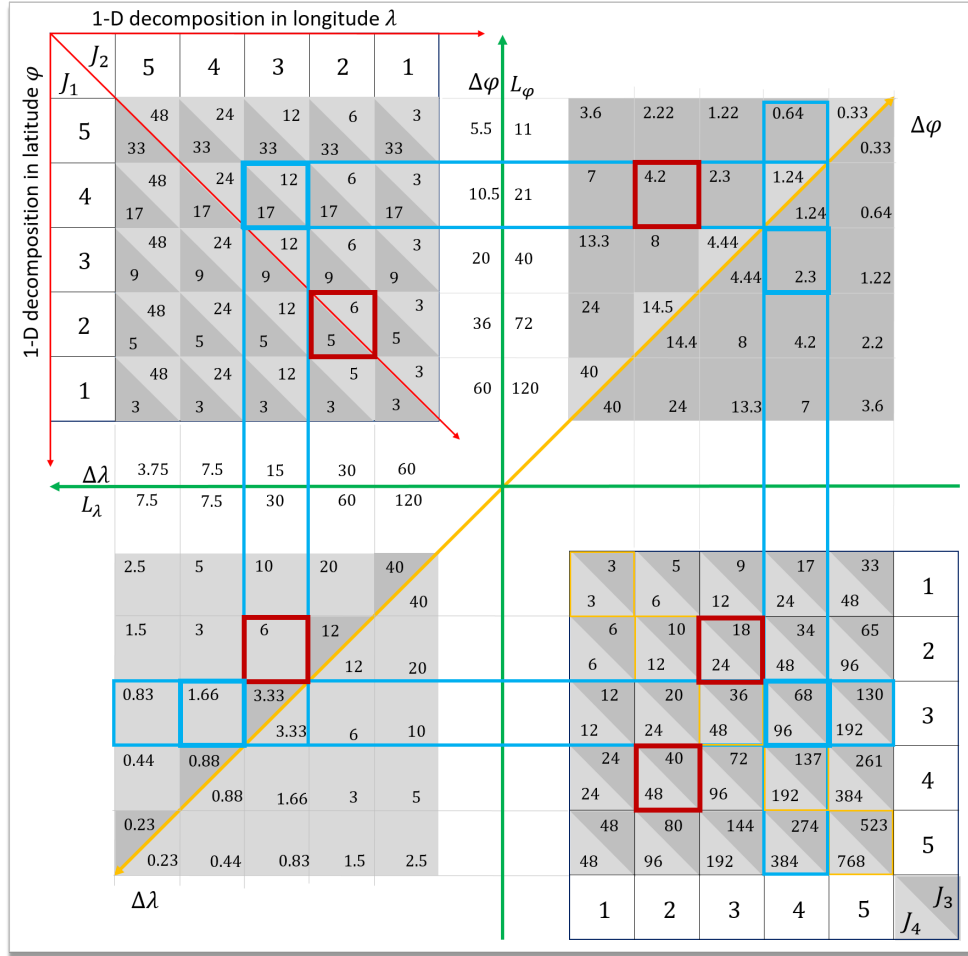 1-D decomposition in longitude λ
1-D decomposition in latitude φ
J₂
J₁
5 4 3 2 1
Δφ L_φ
5 48 33 24 33 12 33 6 33 3 33
5.5 11
4 48 17 24 17 12 17 6 17 3 17
10.5 21
3 48 9 24 9 12 9 6 9 3 9
20 40
2 48 5 24 5 12 5 6 5 3 5
36 72
1 48 3 24 3 12 3 5 3 3 3
60 120
3.6 2.22 1.22 0.64 0.33
0.33
Δφ
7 4.2 2.3 1.24
1.24 0.64
13.3 8 4.44
4.44 2.3 1.22
24 14.5
14.4 8 4.2 2.2
40
40 24 13.3 7 3.6
Δλ 3.75 7.5 15 30 60
L_λ 7.5 7.5 30 60 120
2.5 5 10 20 40
40
1.5 3 6 12
12 20
0.83 1.66 3.33
3.33 6 10
0.44 0.88
0.88 1.66 3 5
0.23
0.23 0.44 0.83 1.5 2.5
Δλ
3 5 9 17 33
3 6 12 24 48
1
6 10 18 34 65
6 12 24 48 96
2
12 20 36 68 130
12 24 48 96 192
3
24 40 72 137 261
24 48 96 192 384
4
48 80 144 274 523
48 96 192 384 768
5
1 2 3 4 5
J₃
J₄